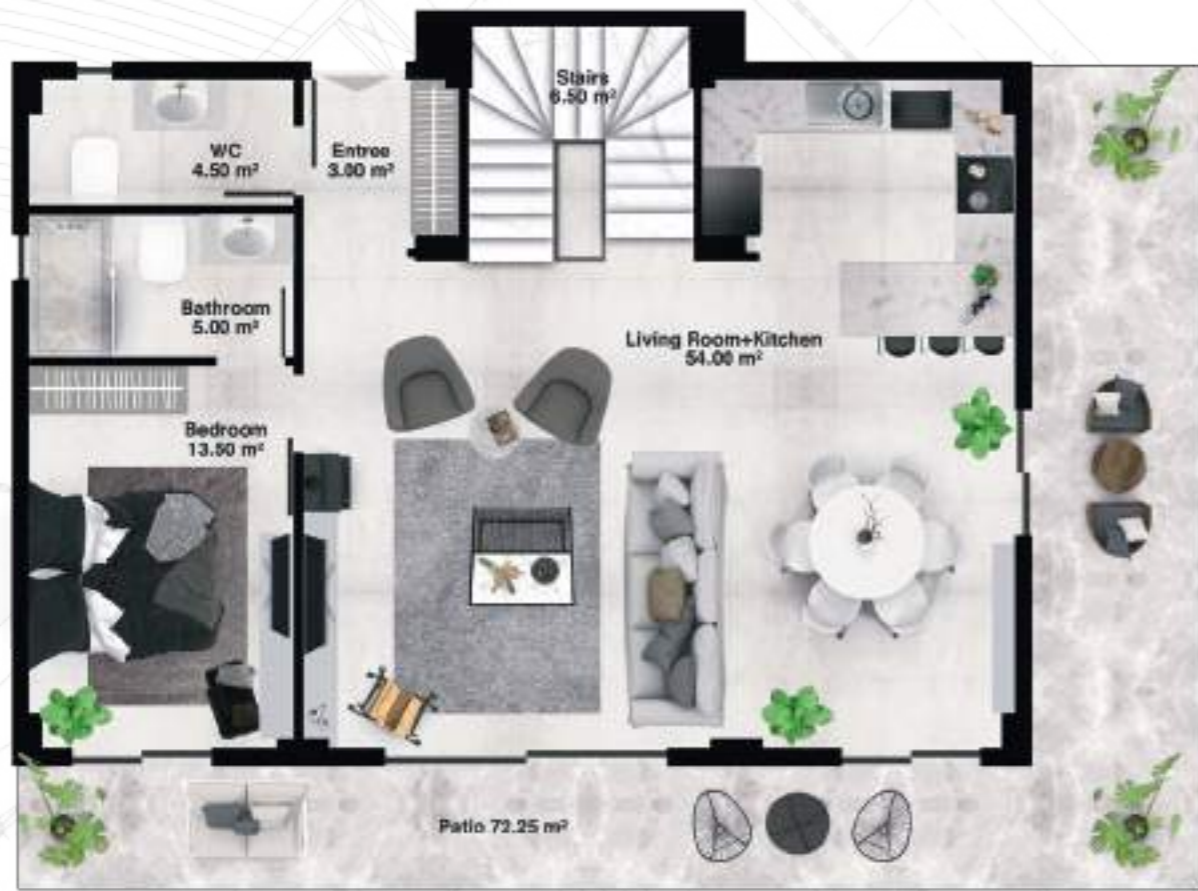 Stairs
6.50 m²
WC
4.50 m²
Entree
3.00 m²
Bathroom
5.00 m²
Living Room+Kitchen
54.00 m²
Bedroom
13.50 m²
Patio 72.25 m²